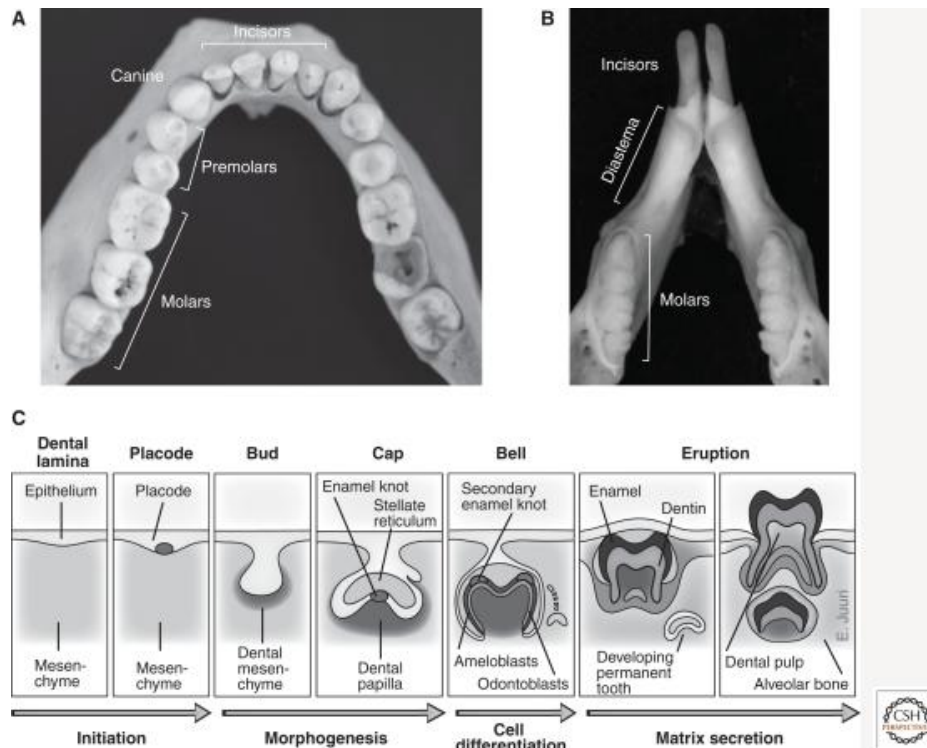 A
Incisors
Canine
Premolars
Molars
B
Incisors
Diastema
Molars
C
Dental
lamina
Placode
Bud
Cap
Bell
Eruption
Epithelium
Placode
Enamel knot
Stellate
reticulum
Secondary
enamel knot
Enamel
Dentin
Mesen-
chyme
Mesen-
chyme
Dental
mesen-
chyme
Dental
papilla
Ameloblasts
Odontoblasts
Developing
permanent
tooth
Dental pulp
Alveolar bone
E. Juuri
Initiation
Morphogenesis
Cell
differentiation
Matrix secretion
CSH
PERSPECTIVES